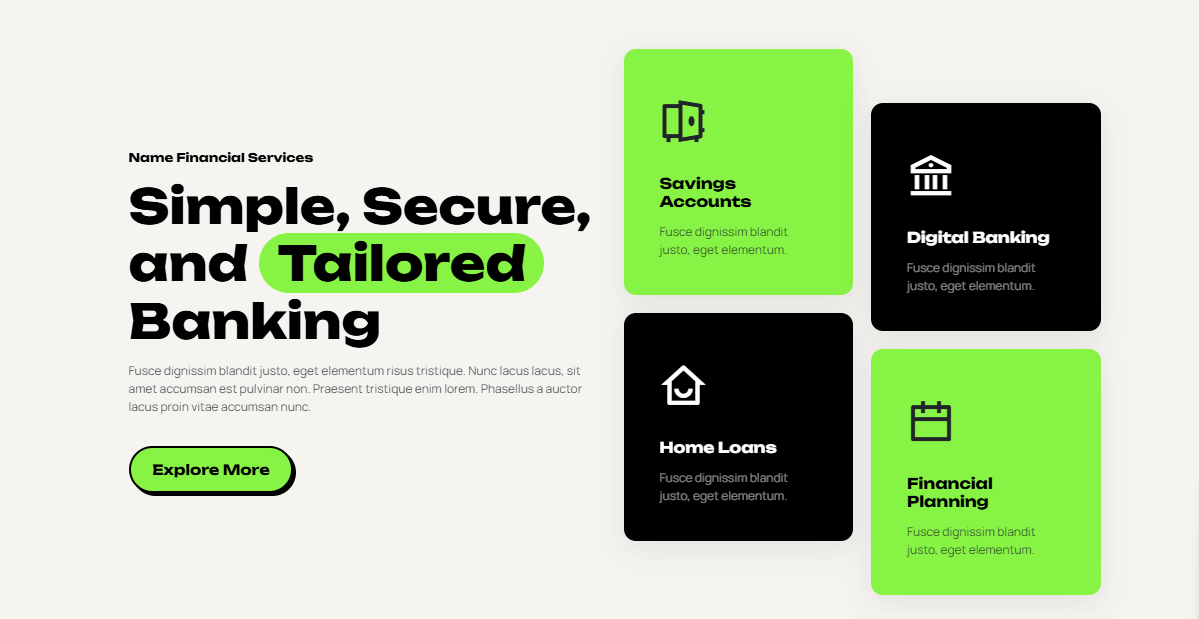 Name Financial Services
Simple, Secure,
and Tailored
Banking
Fusce dignissim blandit justo, eget elementum risus tristique. Nunc lacus lacus, sit
amet accumsan est pulvinar non. Praesent tristique enim lorem. Phasellus a auctor
lacus proin vitae accumsan nunc.
Explore More
Savings
Accounts
Fusce dignissim blandit
justo, eget elementum.
Digital Banking
Fusce dignissim blandit
justo, eget elementum.
Home Loans
Fusce dignissim blandit
justo, eget elementum.
Financial
Planning
Fusce dignissim blandit
justo, eget elementum.